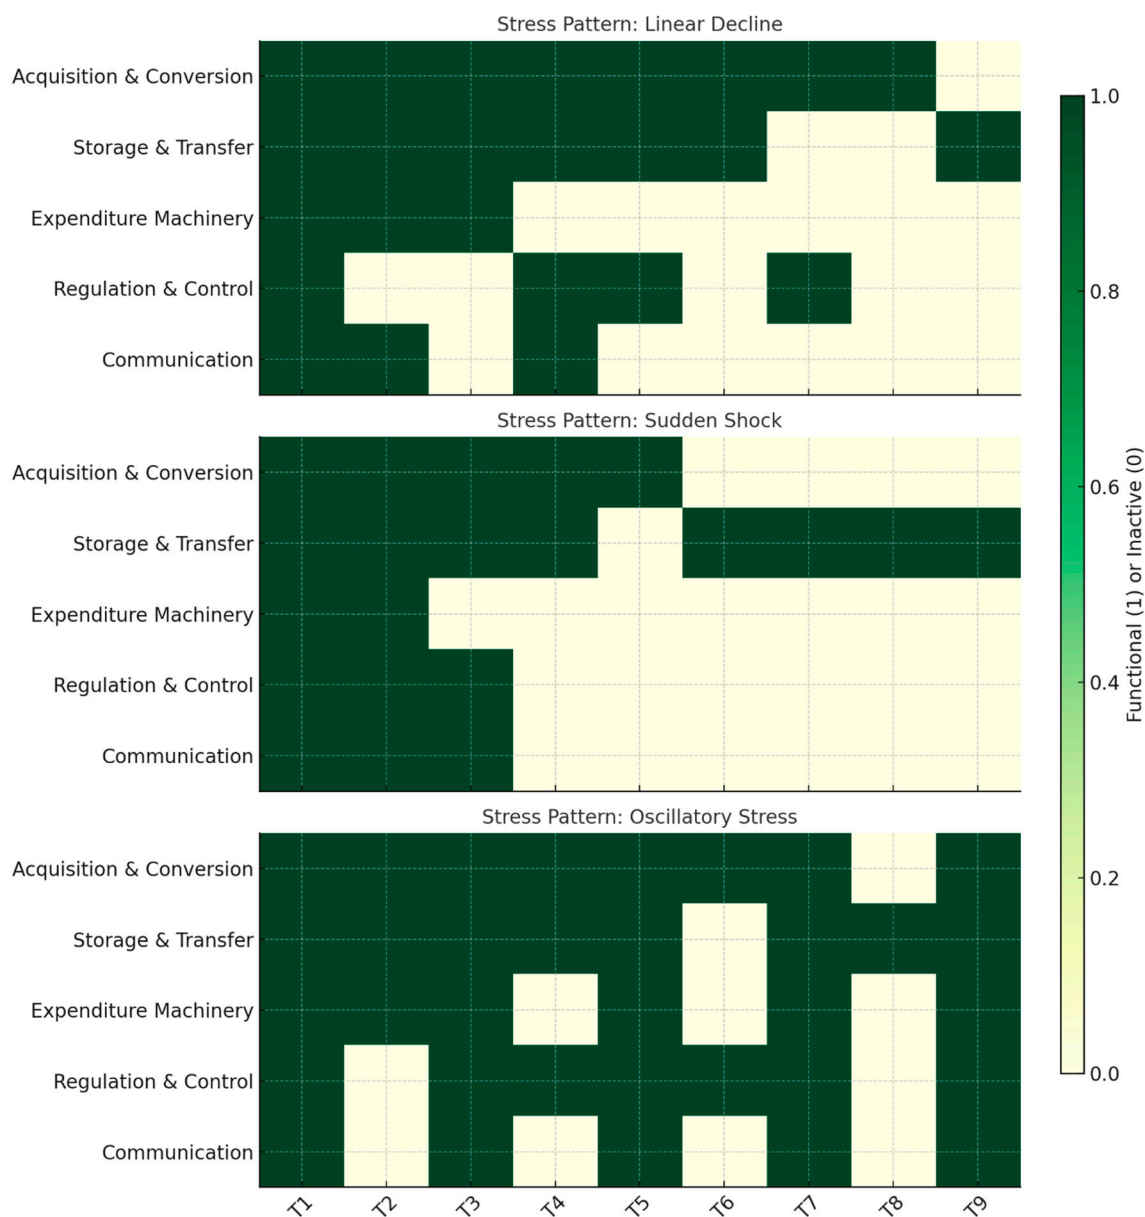 Stress Pattern: Linear Decline
Acquisition & Conversion
Storage & Transfer
Expenditure Machinery
Regulation & Control
Communication
Stress Pattern: Sudden Shock
Acquisition & Conversion
Storage & Transfer
Expenditure Machinery
Regulation & Control
Communication
Stress Pattern: Oscillatory Stress
Acquisition & Conversion
Storage & Transfer
Expenditure Machinery
Regulation & Control
Communication
T1 T2 T3 T4 T5 T6 T7 T8 T9
1.0
0.8
0.6
0.4
0.2
0.0
Functional (1) or Inactive (0)